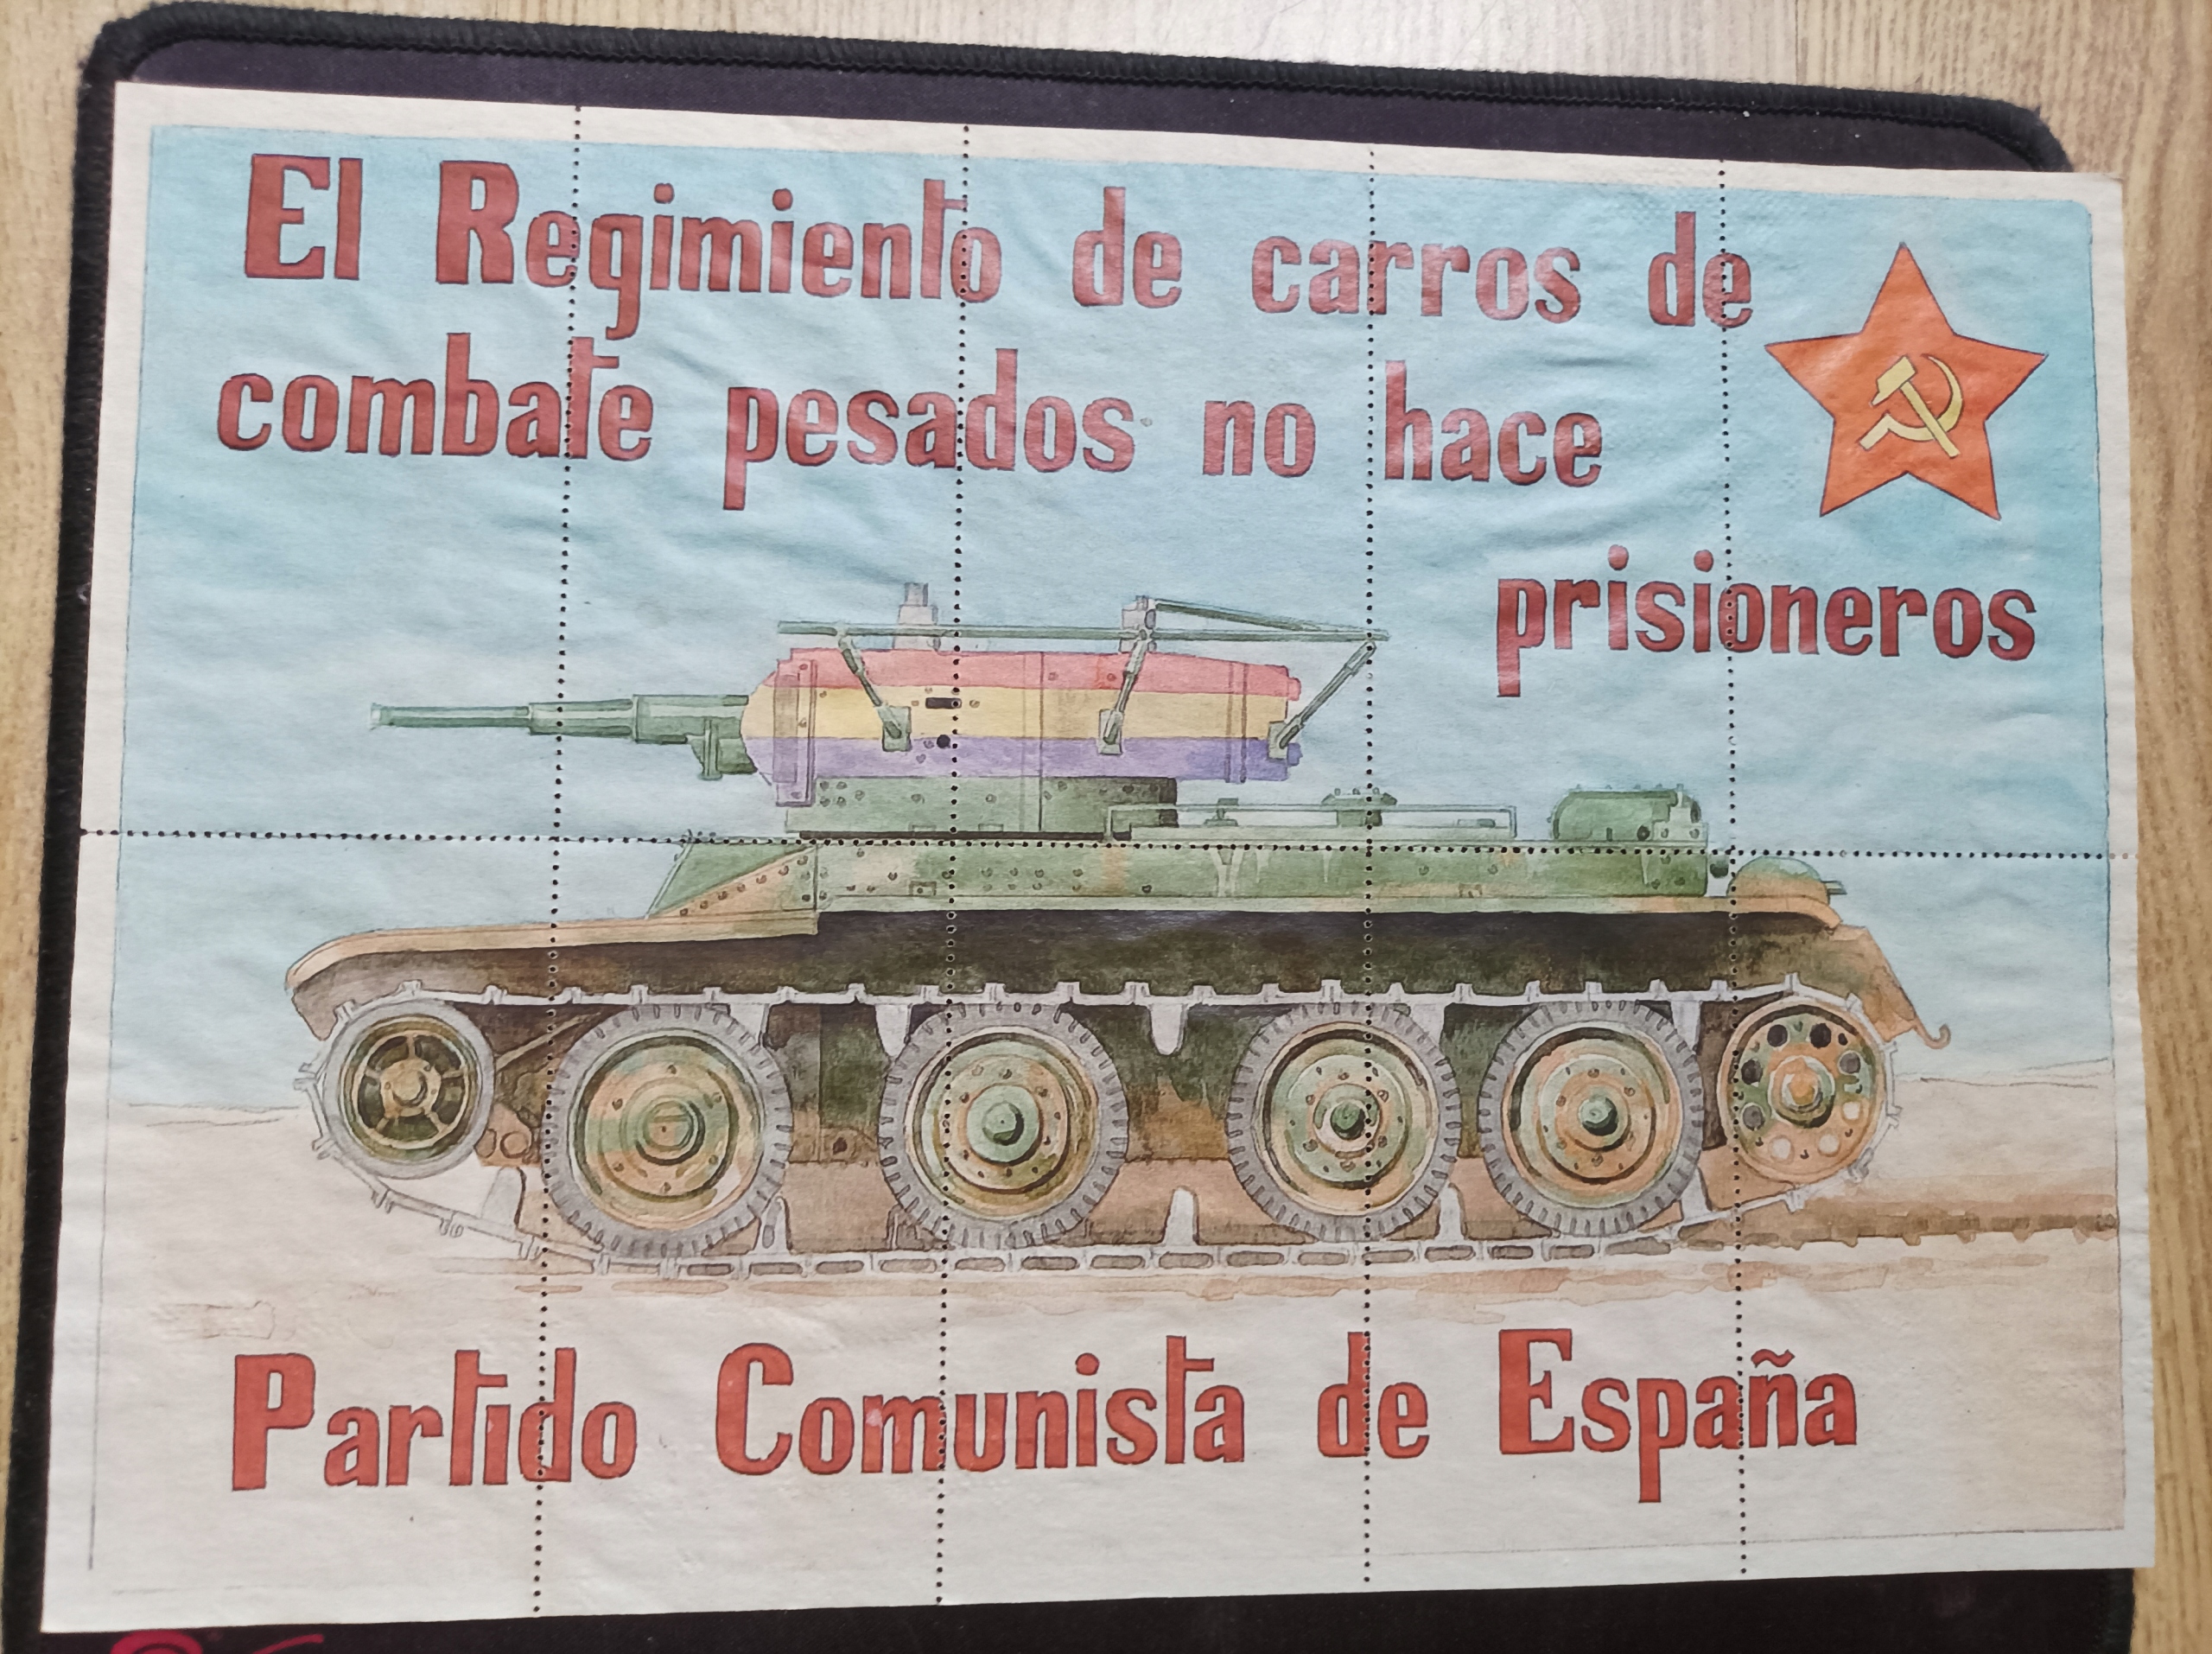 El Regimiento de carros de
combate pesados no hace
prisioneros
Partido Comunista de España